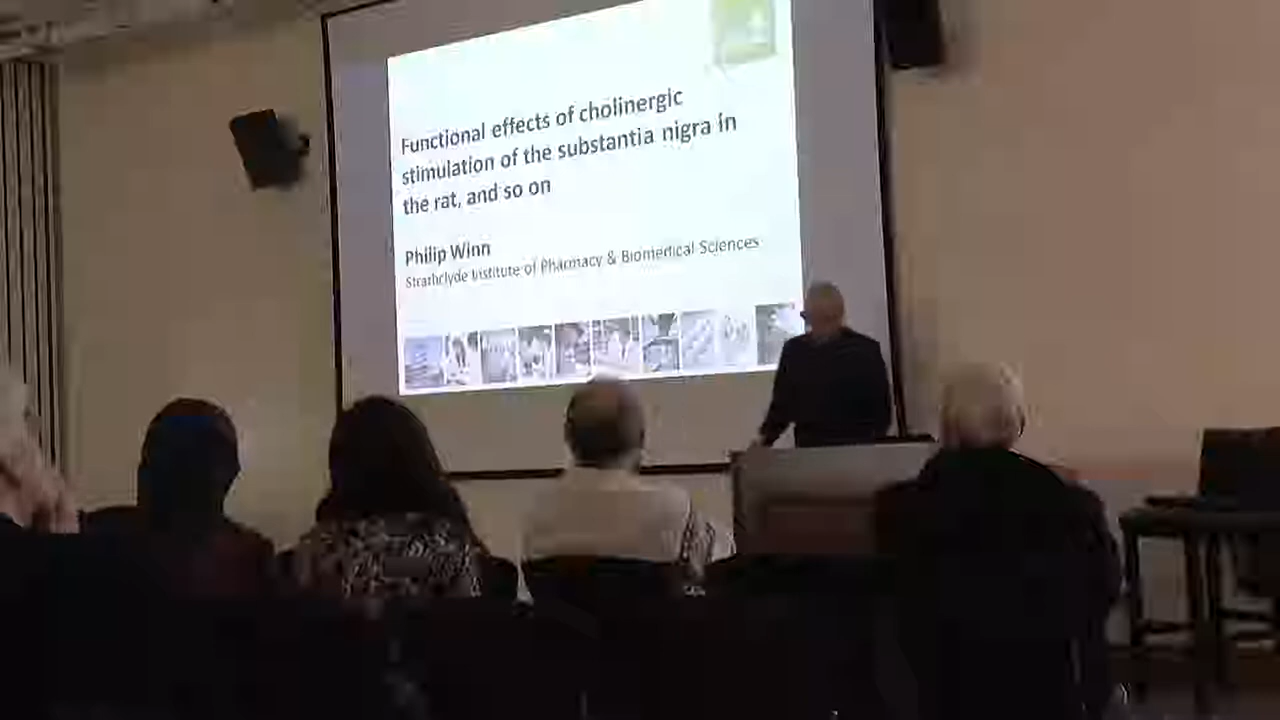 Functional effects of cholinergic
stimulation of the substantia nigra in
the rat, and so on
Philip Winn
Strathclyde Institute of Pharmacy & Biomedical Sciences